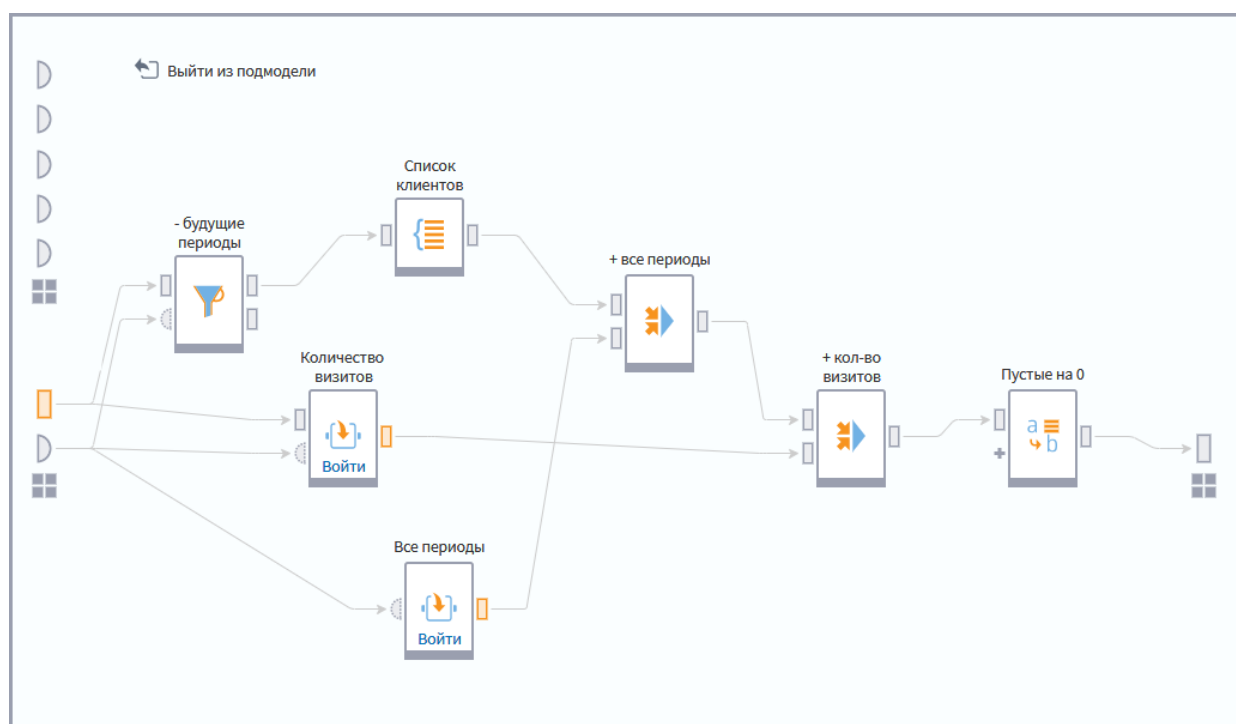 Выйти из подмодели
Список
клиентов
- будущие
периоды
+ все периоды
Количество
визитов
Войти
+ кол-во
визитов
Пустые на 0
a
b
Все периоды
Войти